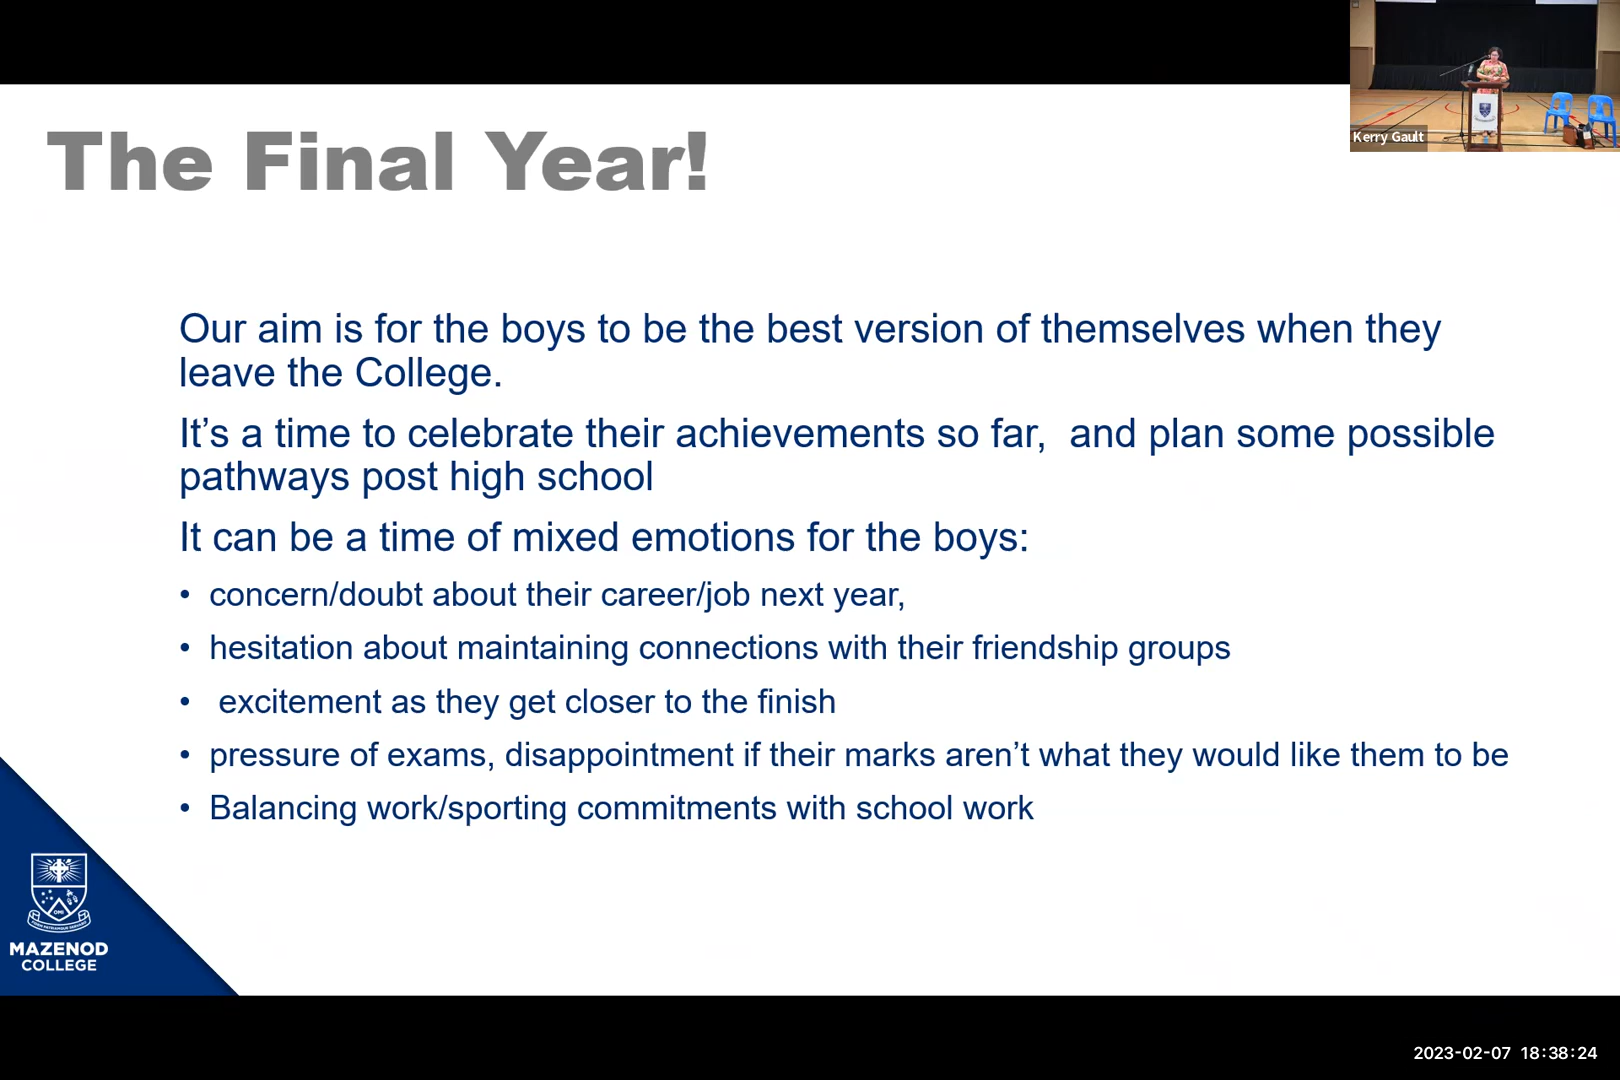 Kerry Gault
The Final Year!
Our aim is for the boys to be the best version of themselves when they
leave the College.
It’s a time to celebrate their achievements so far,  and plan some possible
pathways post high school
It can be a time of mixed emotions for the boys:
• concern/doubt about their career/job next year,
• hesitation about maintaining connections with their friendship groups
• excitement as they get closer to the finish
• pressure of exams, disappointment if their marks aren’t what they would like them to be
• Balancing work/sporting commitments with school work
OMI
MAZENOD
COLLEGE
2023-02-07 18:38:24